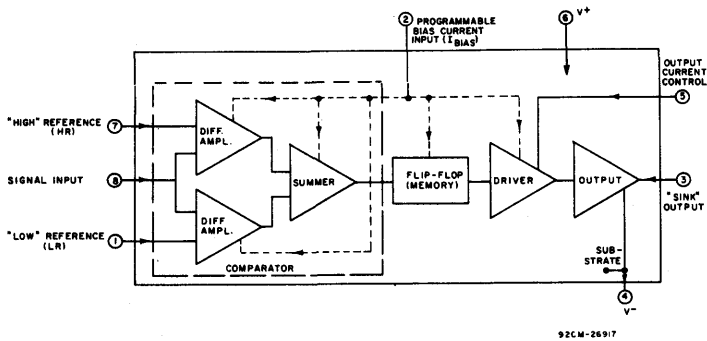 ② PROGRAMMABLE
BIAS CURRENT
INPUT (I BIAS)
⑥ V+
OUTPUT
CURRENT
CONTROL
⑤
"HIGH" REFERENCE
(HR)
⑦
DIFF.
AMPL.
SIGNAL INPUT
⑧
SUMMER
FLIP-FLOP
(MEMORY)
DRIVER
OUTPUT
③
"SINK"
OUTPUT
"LOW" REFERENCE
(LR)
①
DIFF
AMPL.
COMPARATOR
SUB-
STRATE
④
V-
92CM-26917